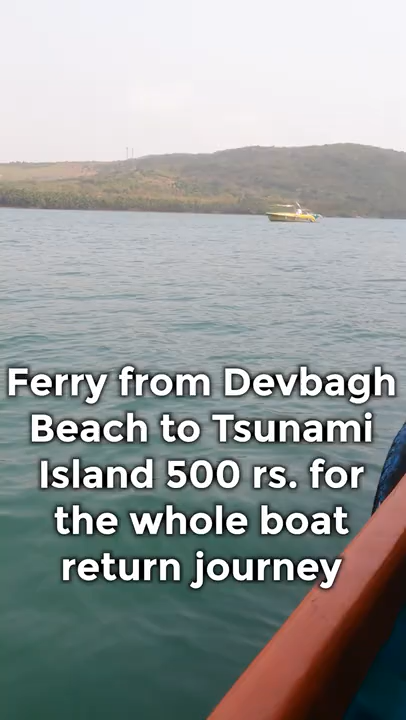 Ferry from Devbagh
Beach to Tsunami
Island 500 rs. for
the whole boat
return journey